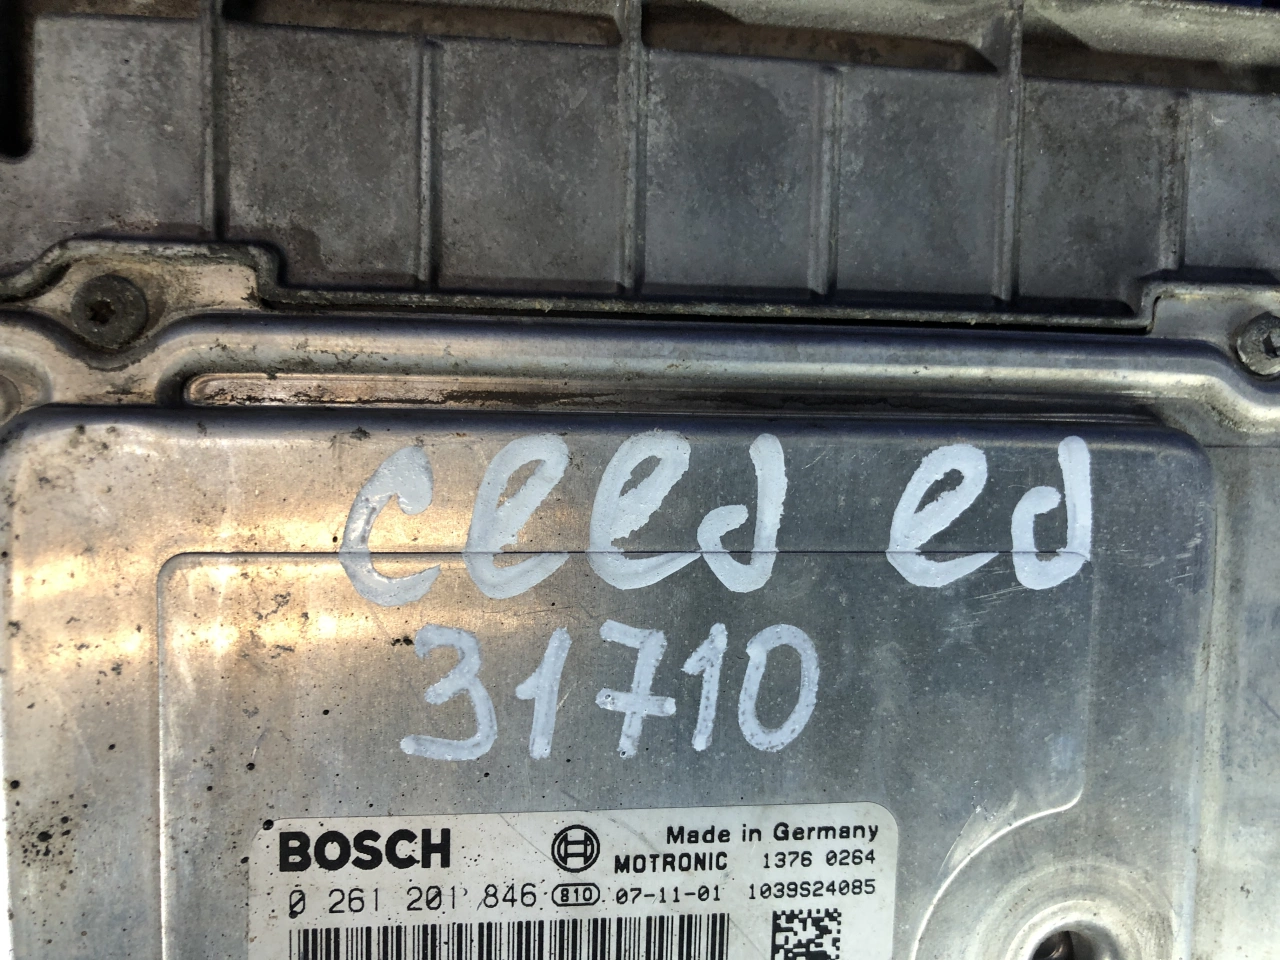 ceed ed
31710
BOSCH
Made in Germany
MOTRONIC 1376 0264
0 261 201 846 810 07-11-01 1039S24085